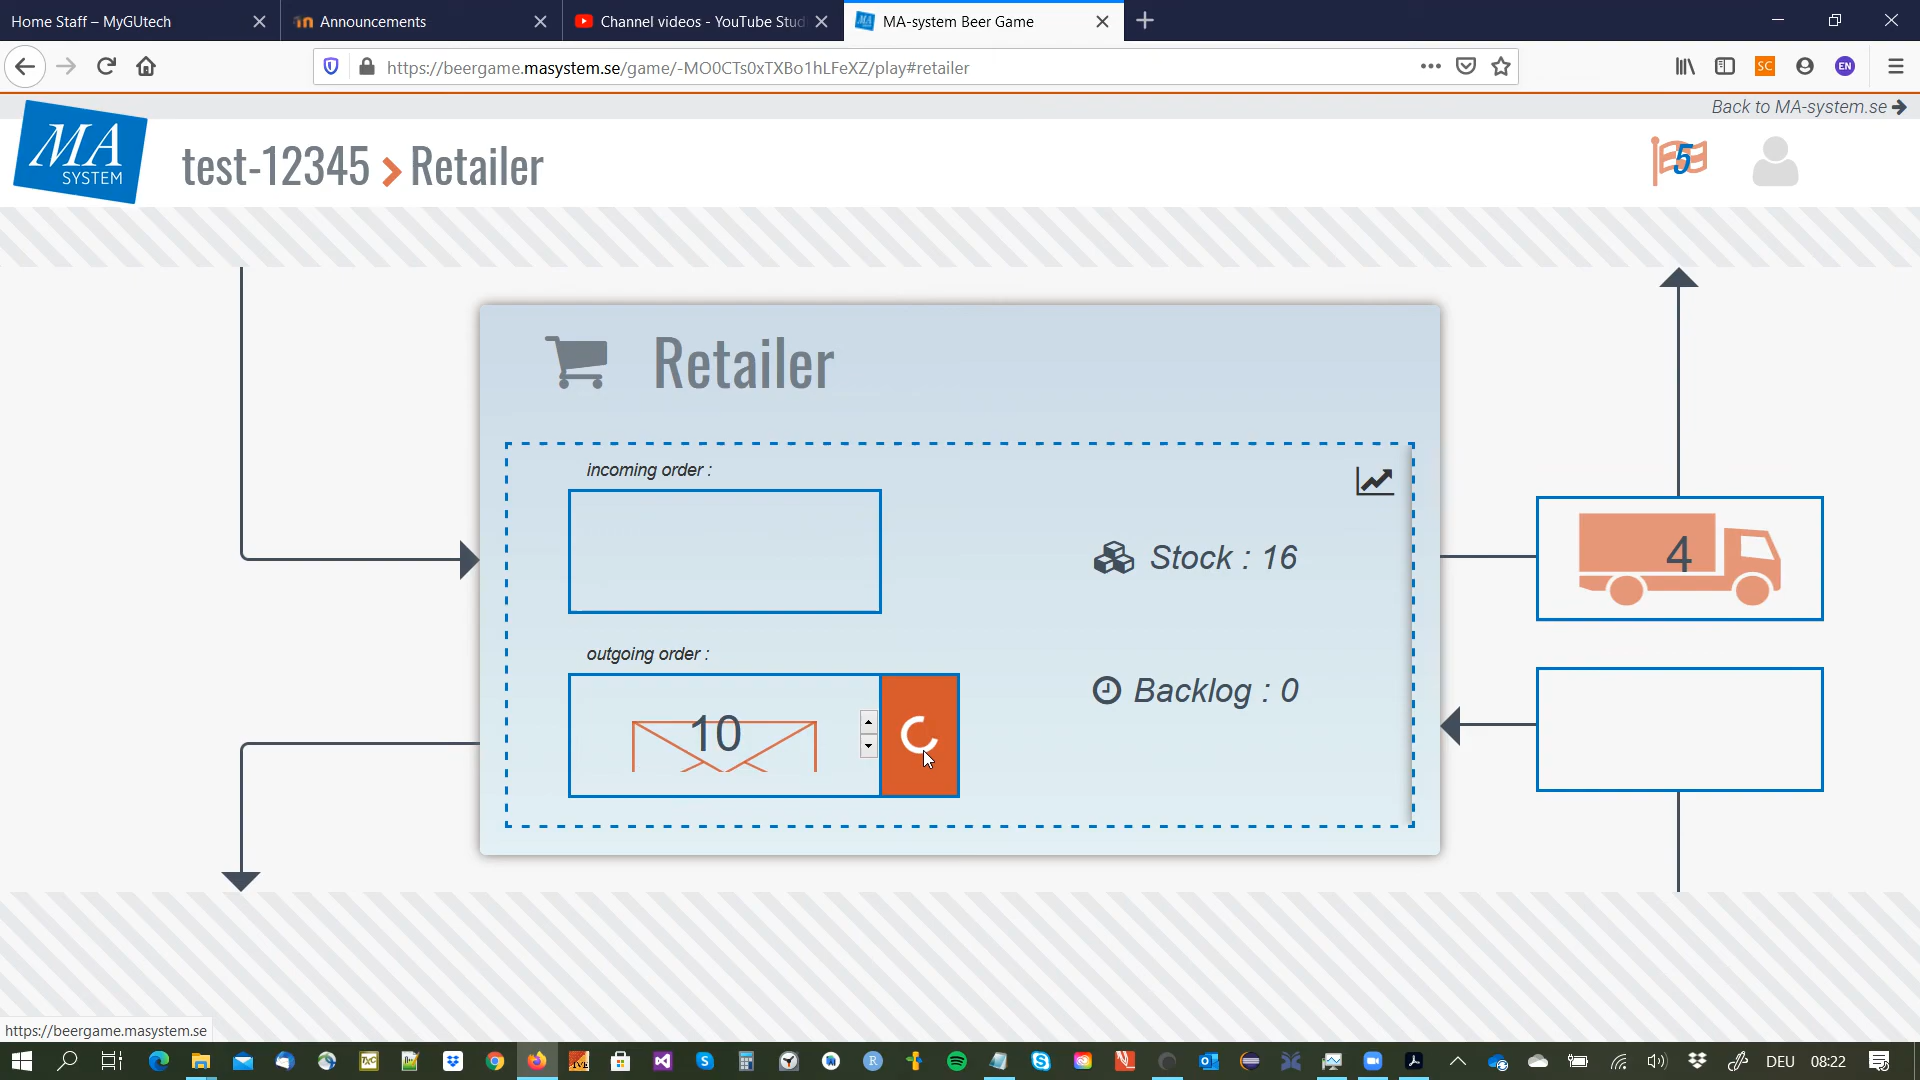 Home Staff – MyGUtech
Announcements
Channel videos - YouTube Stud
MA-system Beer Game
https://beergame.masystem.se/game/-MO0CTs0xTXBo1hLFeXZ/play#retailer
SC
EN
Back to MA-system.se
MA
SYSTEM
test-12345 Retailer
5
Retailer
incoming order :
Stock : 16
4
outgoing order :
10
Backlog : 0
https://beergame.masystem.se
DEU
08:22